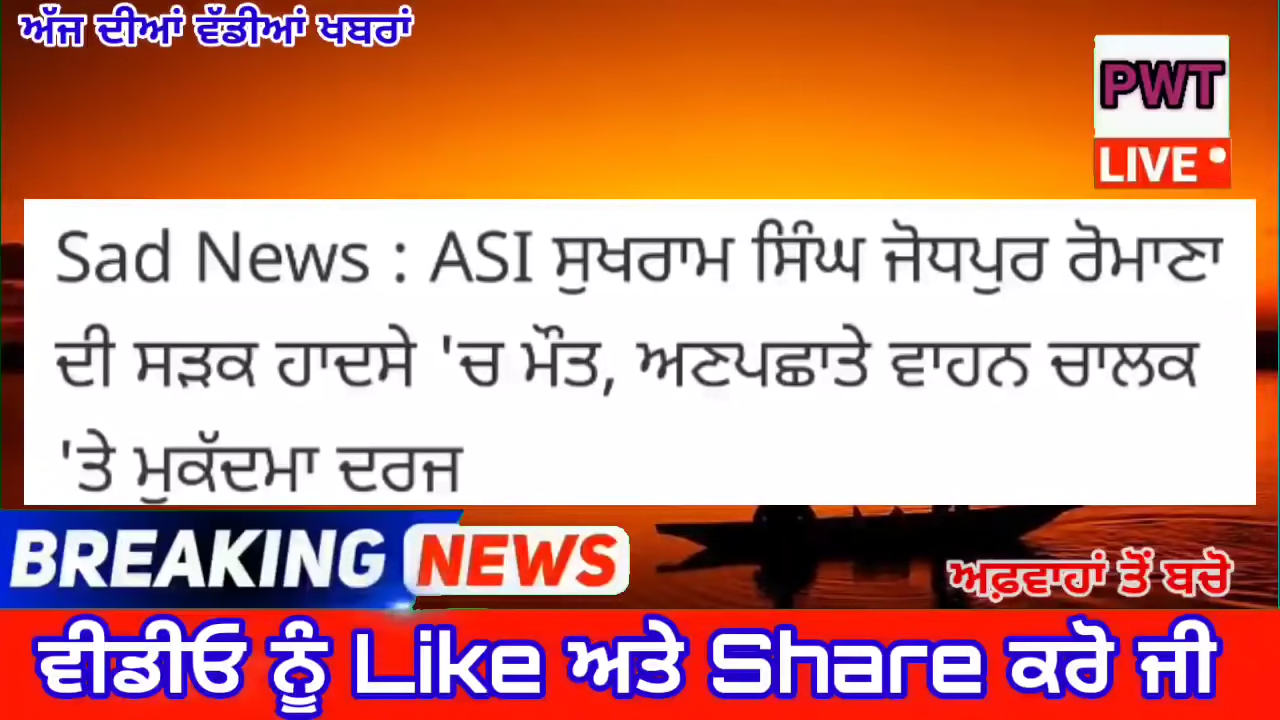 ਅੱਜ ਦੀਆਂ ਵੱਡੀਆਂ ਖਬਰਾਂ
PWT
LIVE
Sad News : ASI ਸੁਖਰਾਮ ਸਿੰਘ ਜੋਧਪੁਰ ਰੋਮਾਣਾ
ਦੀ ਸੜਕ ਹਾਦਸੇ 'ਚ ਮੌਤ, ਅਣਪਛਾਤੇ ਵਾਹਨ ਚਾਲਕ
'ਤੇ ਮੁਕੱਦਮਾ ਦਰਜ
BREAKING NEWS
ਅਫ਼ਵਾਹਾਂ ਤੋਂ ਬਚੋ
ਵੀਡੀਓ ਨੂੰ Like ਅਤੇ Share ਕਰੋ ਜੀ